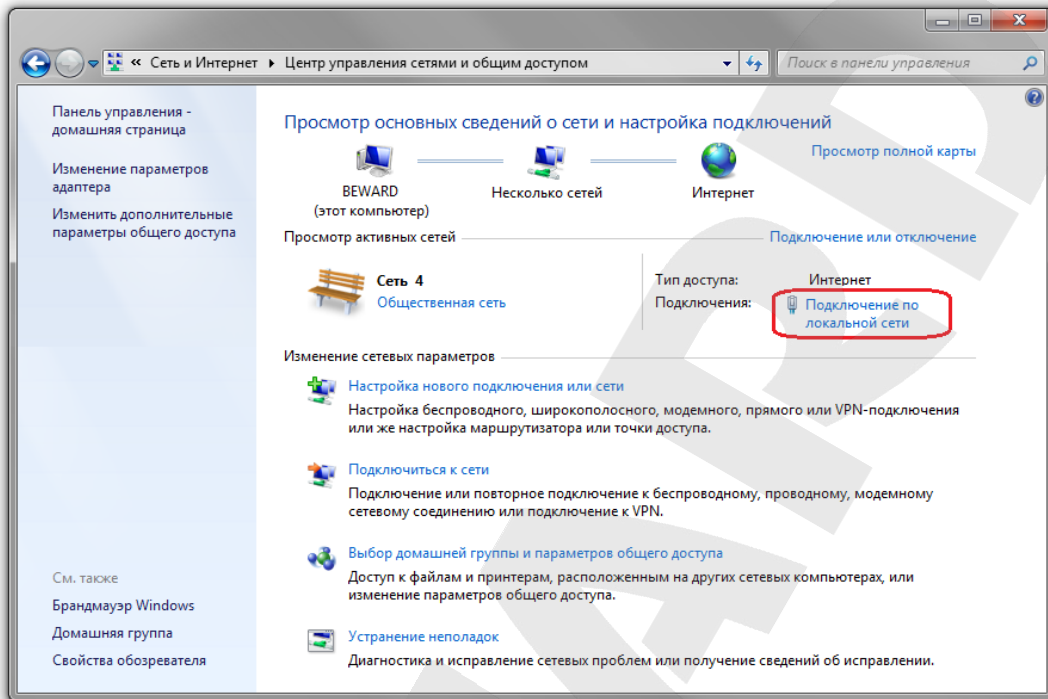 « Сеть и Интернет ▸ Центр управления сетями и общим доступом
Поиск в панели управления
Панель управления -
домашняя страница
Изменение параметров
адаптера
Изменить дополнительные
параметры общего доступа
См. также
Брандмауэр Windows
Домашняя группа
Свойства обозревателя
Просмотр основных сведений о сети и настройка подключений
Просмотр полной карты
BEWARD
(этот компьютер)
Несколько сетей
Интернет
Просмотр активных сетей
Подключение или отключение
Сеть 4
Общественная сеть
Тип доступа: Интернет
Подключения: Подключение по
локальной сети
Изменение сетевых параметров
Настройка нового подключения или сети
Настройка беспроводного, широкополосного, модемного, прямого или VPN-подключения
или же настройка маршрутизатора или точки доступа.
Подключиться к сети
Подключение или повторное подключение к беспроводному, проводному, модемному
сетевому соединению или подключение к VPN.
Выбор домашней группы и параметров общего доступа
Доступ к файлам и принтерам, расположенным на других сетевых компьютерах, или
изменение параметров общего доступа.
Устранение неполадок
Диагностика и исправление сетевых проблем или получение сведений об исправлении.